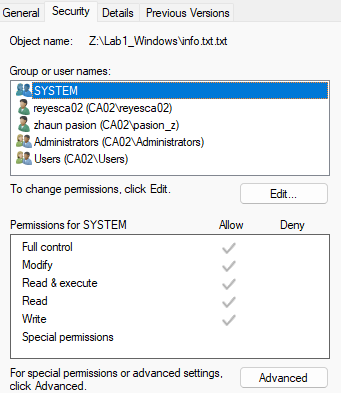 General Security Details Previous Versions
Object name: Z:\Lab1_Windows\info.txt.txt
Group or user names:
SYSTEM
reyesca02 (CA02\reyesca02)
zhaun pasion (CA02\pasion_z)
Administrators (CA02\Administrators)
Users (CA02\Users)
To change permissions, click Edit.
Edit...
Permissions for SYSTEM Allow Deny
Full control
Modify
Read & execute
Read
Write
Special permissions
For special permissions or advanced settings,
click Advanced.
Advanced